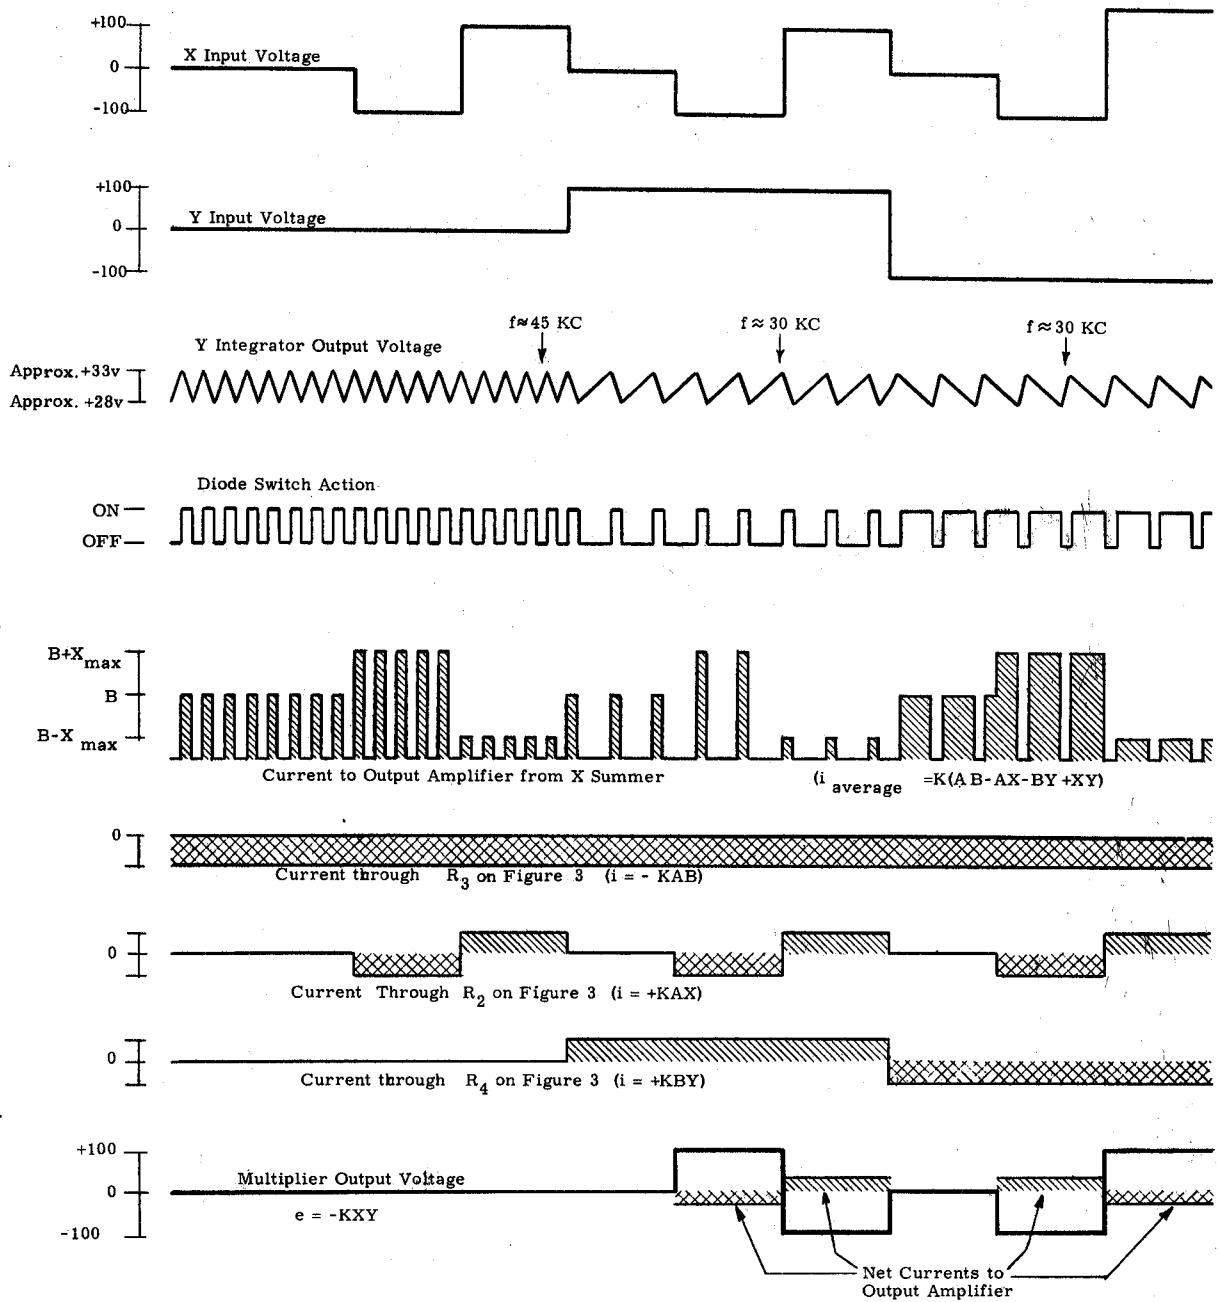 +100
X Input Voltage
0
-100
+100
Y Input Voltage
0
-100
f≈45 KC
f ≈ 30 KC
f ≈ 30 KC
Y Integrator Output Voltage
Approx.+33v
Approx. +28v
Diode Switch Action
ON
OFF
B+X max
B
B-X max
Current to Output Amplifier from X Summer
(i average =K(AB-AX-BY+XY)
0
Current through R3 on Figure 3 (i = - KAB)
0
Current Through R2 on Figure 3 (i = +KAX)
0
Current through R4 on Figure 3 (i = +KBY)
+100
Multiplier Output Voltage
0
e = -KXY
-100
Net Currents to
Output Amplifier